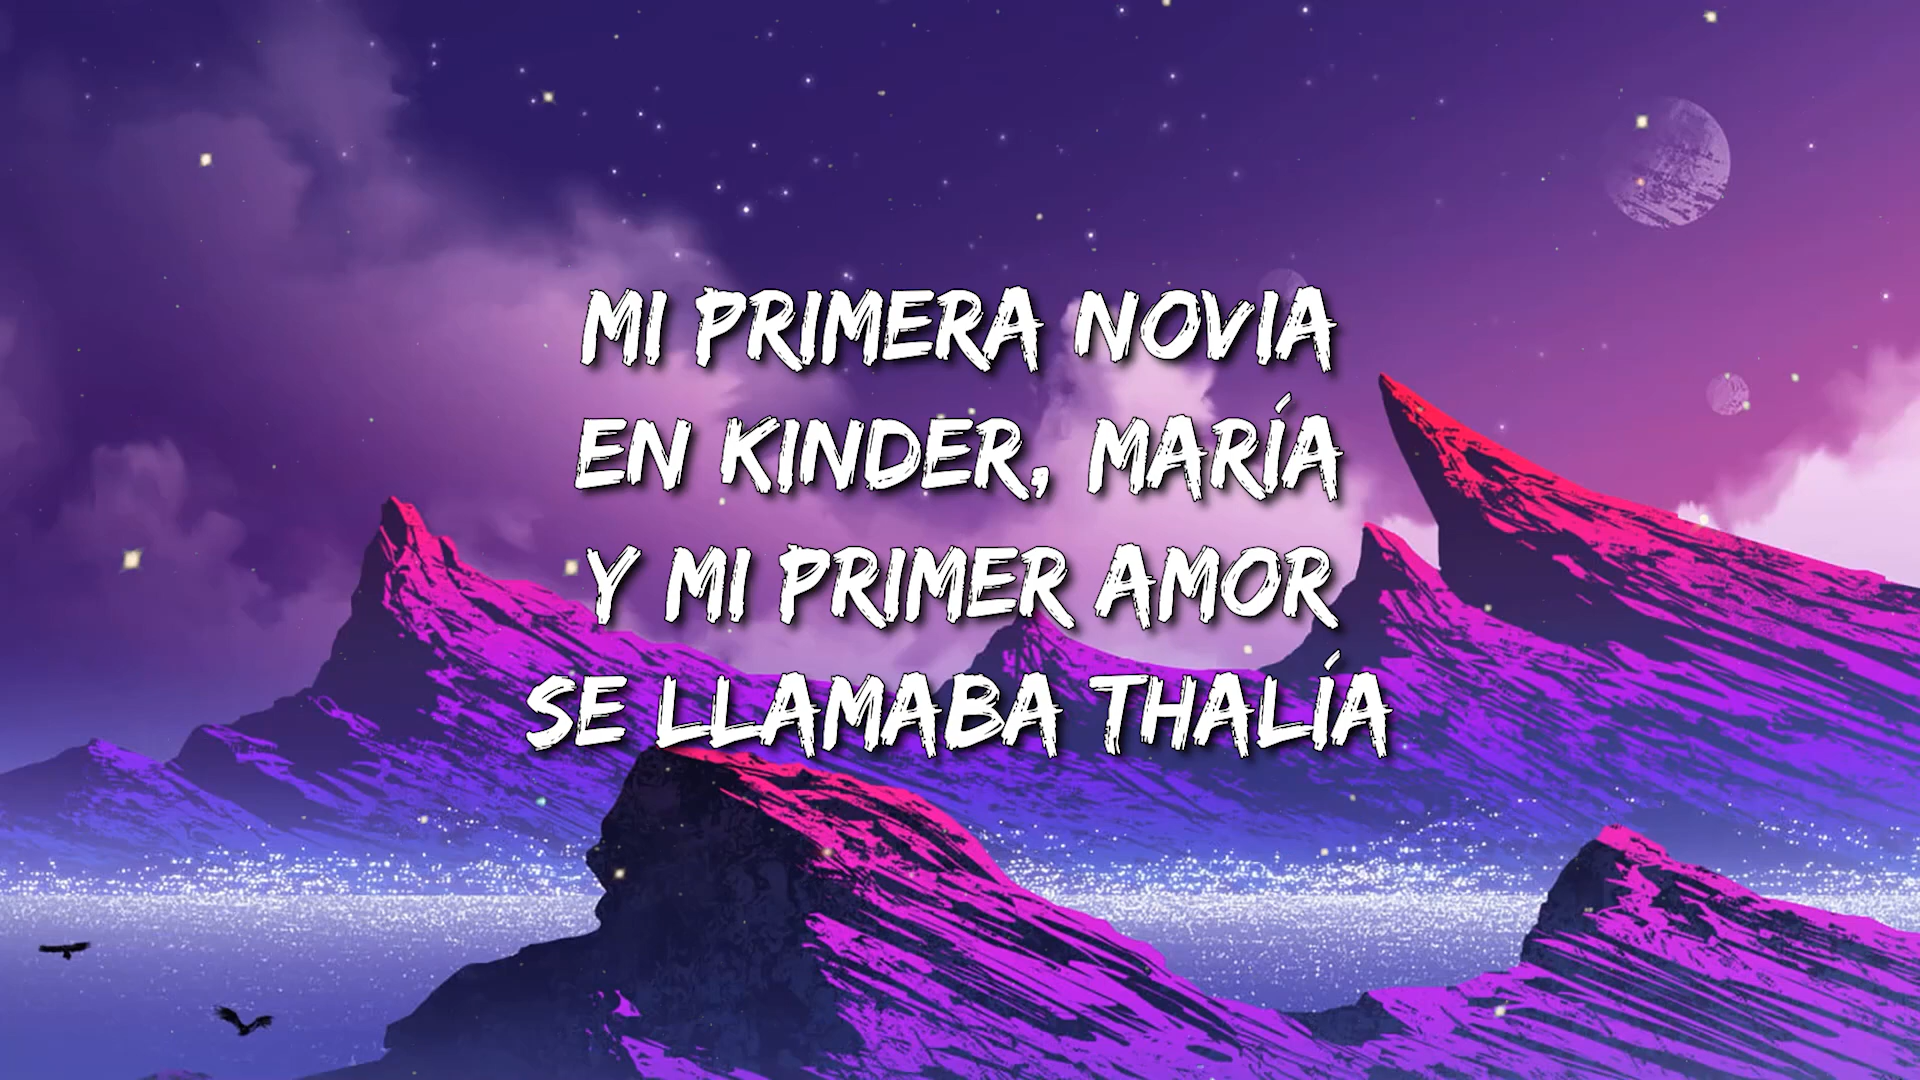 MI PRIMERA NOVIA
EN KINDER, MARÍA
Y MI PRIMER AMOR
SE LLAMABA THALÍA